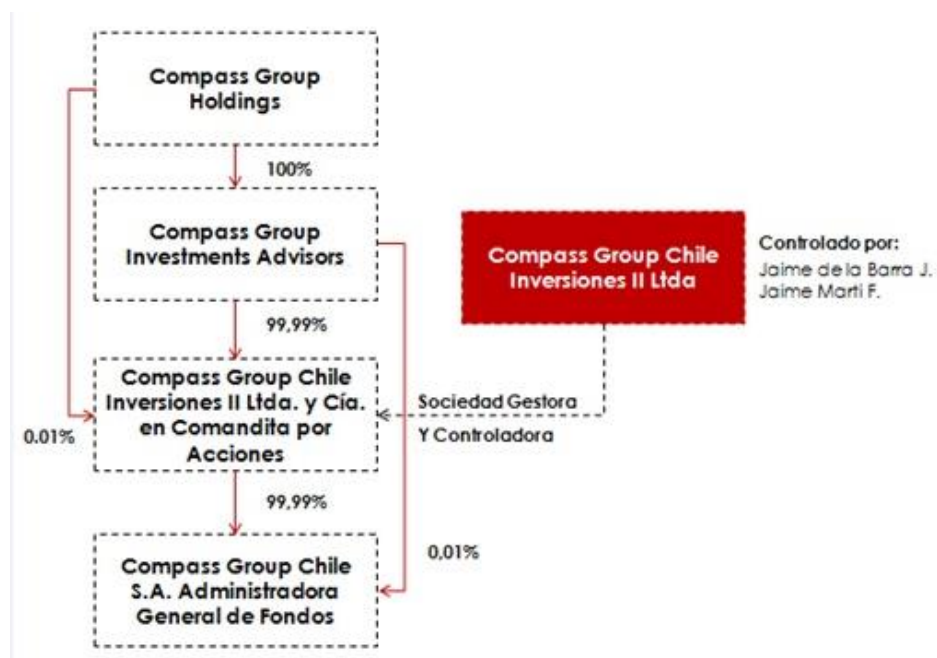 Compass Group
Holdings
100%
Compass Group
Investments Advisors
Compass Group Chile
Inversiones II Ltda
Controlado por:
Jaime de la Barra J.
Jaime Marti F.
99,99%
Compass Group Chile
Inversiones II Ltda. y Cía.
en Comandita por
Acciones
Sociedad Gestora
Y Controladora
0.01%
99,99%
0,01%
Compass Group Chile
S.A. Administradora
General de Fondos